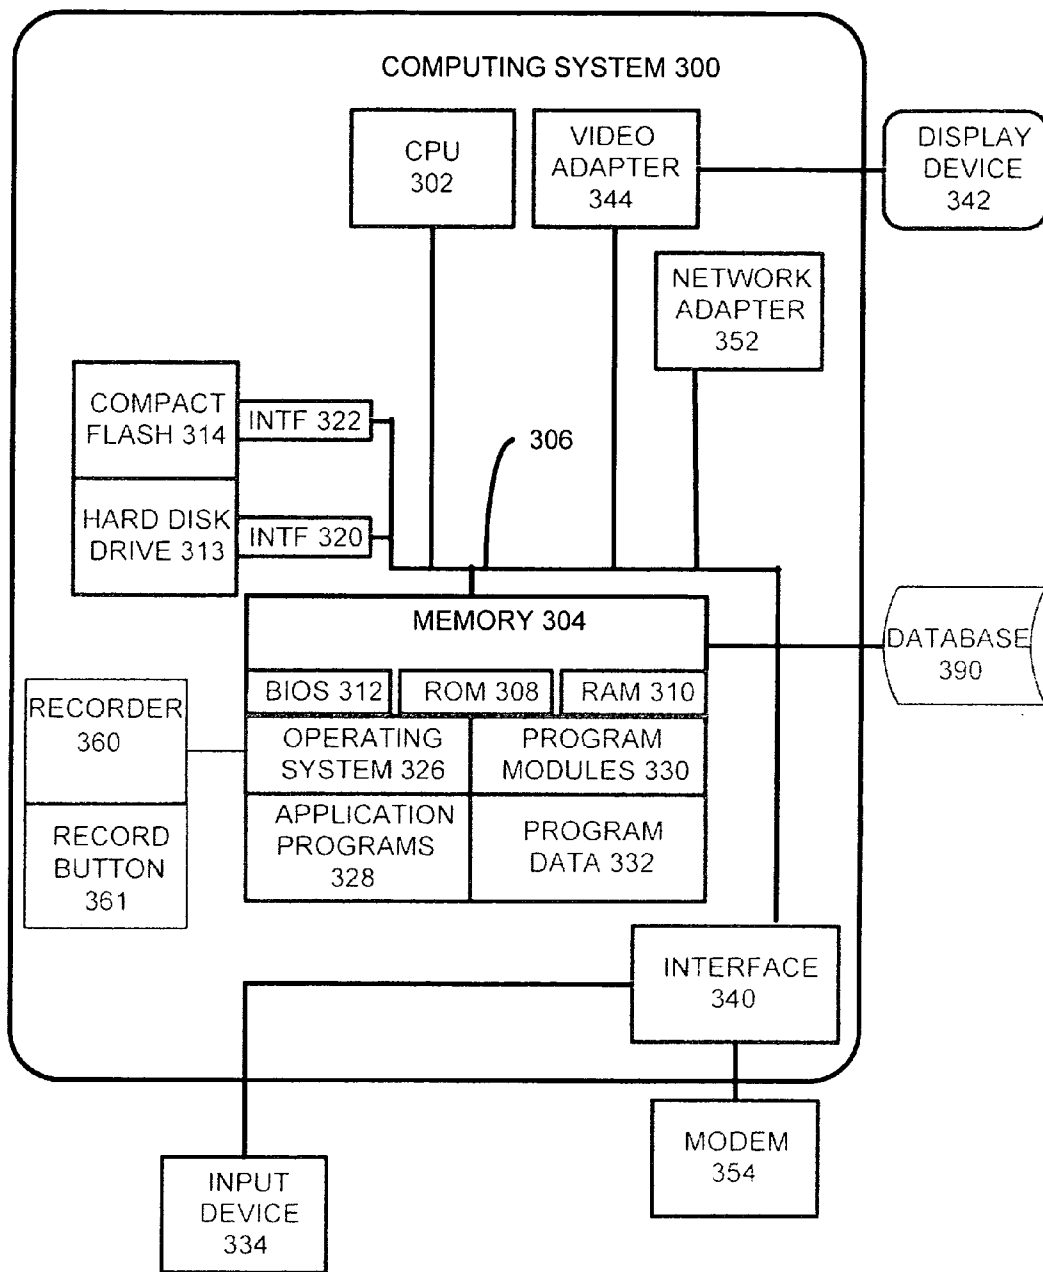 COMPUTING SYSTEM 300
CPU
302
VIDEO
ADAPTER
344
DISPLAY
DEVICE
342
NETWORK
ADAPTER
352
COMPACT
FLASH 314
INTF 322
306
HARD DISK
DRIVE 313
INTF 320
MEMORY 304
DATABASE
390
BIOS 312
ROM 308
RAM 310
RECORDER
360
OPERATING
SYSTEM 326
PROGRAM
MODULES 330
RECORD
BUTTON
361
APPLICATION
PROGRAMS
328
PROGRAM
DATA 332
INTERFACE
340
MODEM
354
INPUT
DEVICE
334